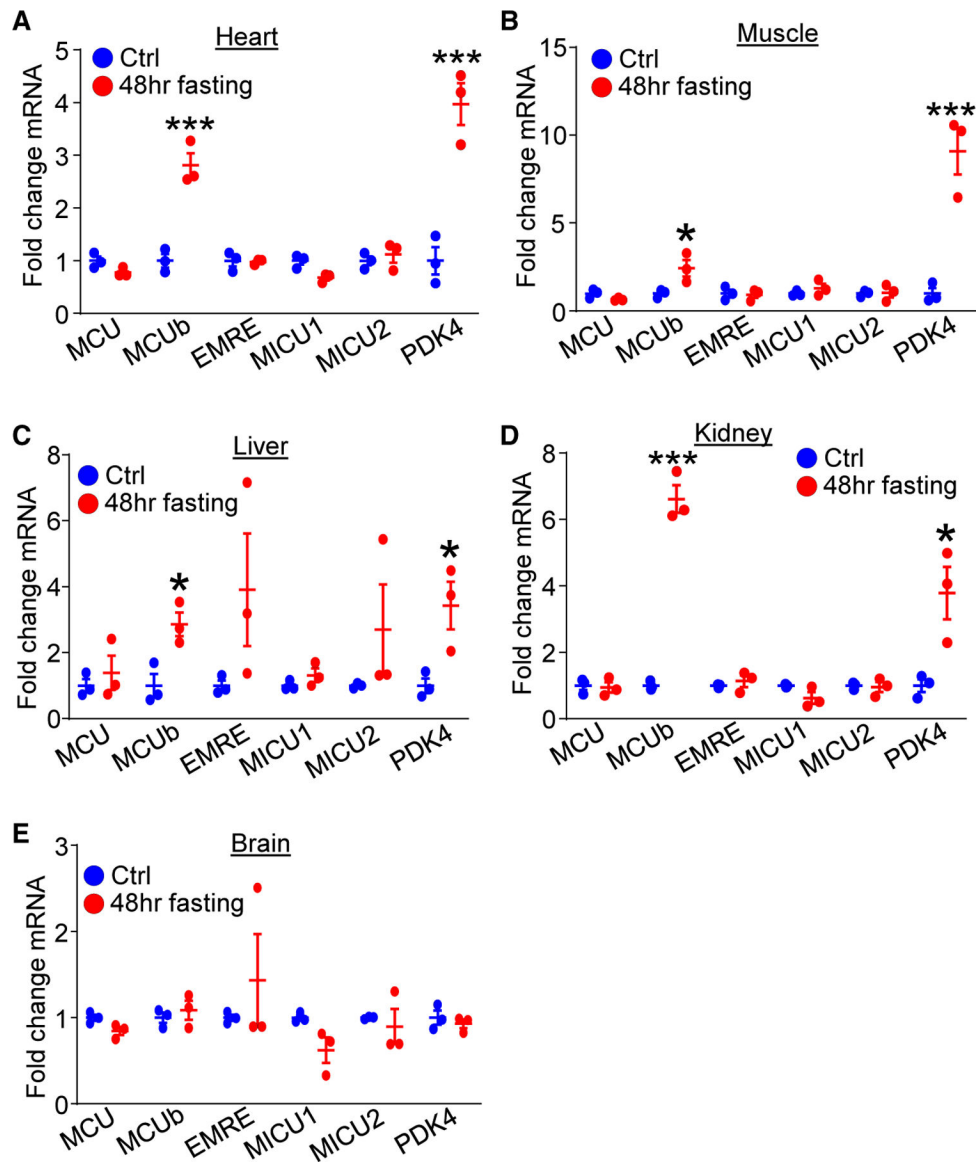 A
Heart
Ctrl
48hr fasting
Fold change mRNA
5
4
3
2
1
0
***
***
MCU
MCUb
EMRE
MICU1
MICU2
PDK4
B
Muscle
Ctrl
48hr fasting
Fold change mRNA
15
10
5
0
*
***
MCU
MCUb
EMRE
MICU1
MICU2
PDK4
C
Liver
Ctrl
48hr fasting
Fold change mRNA
8
6
4
2
0
*
*
MCU
MCUb
EMRE
MICU1
MICU2
PDK4
D
Kidney
Ctrl
48hr fasting
Fold change mRNA
8
6
4
2
0
***
*
MCU
MCUb
EMRE
MICU1
MICU2
PDK4
E
Brain
Ctrl
48hr fasting
Fold change mRNA
3
2
1
0
MCU
MCUb
EMRE
MICU1
MICU2
PDK4